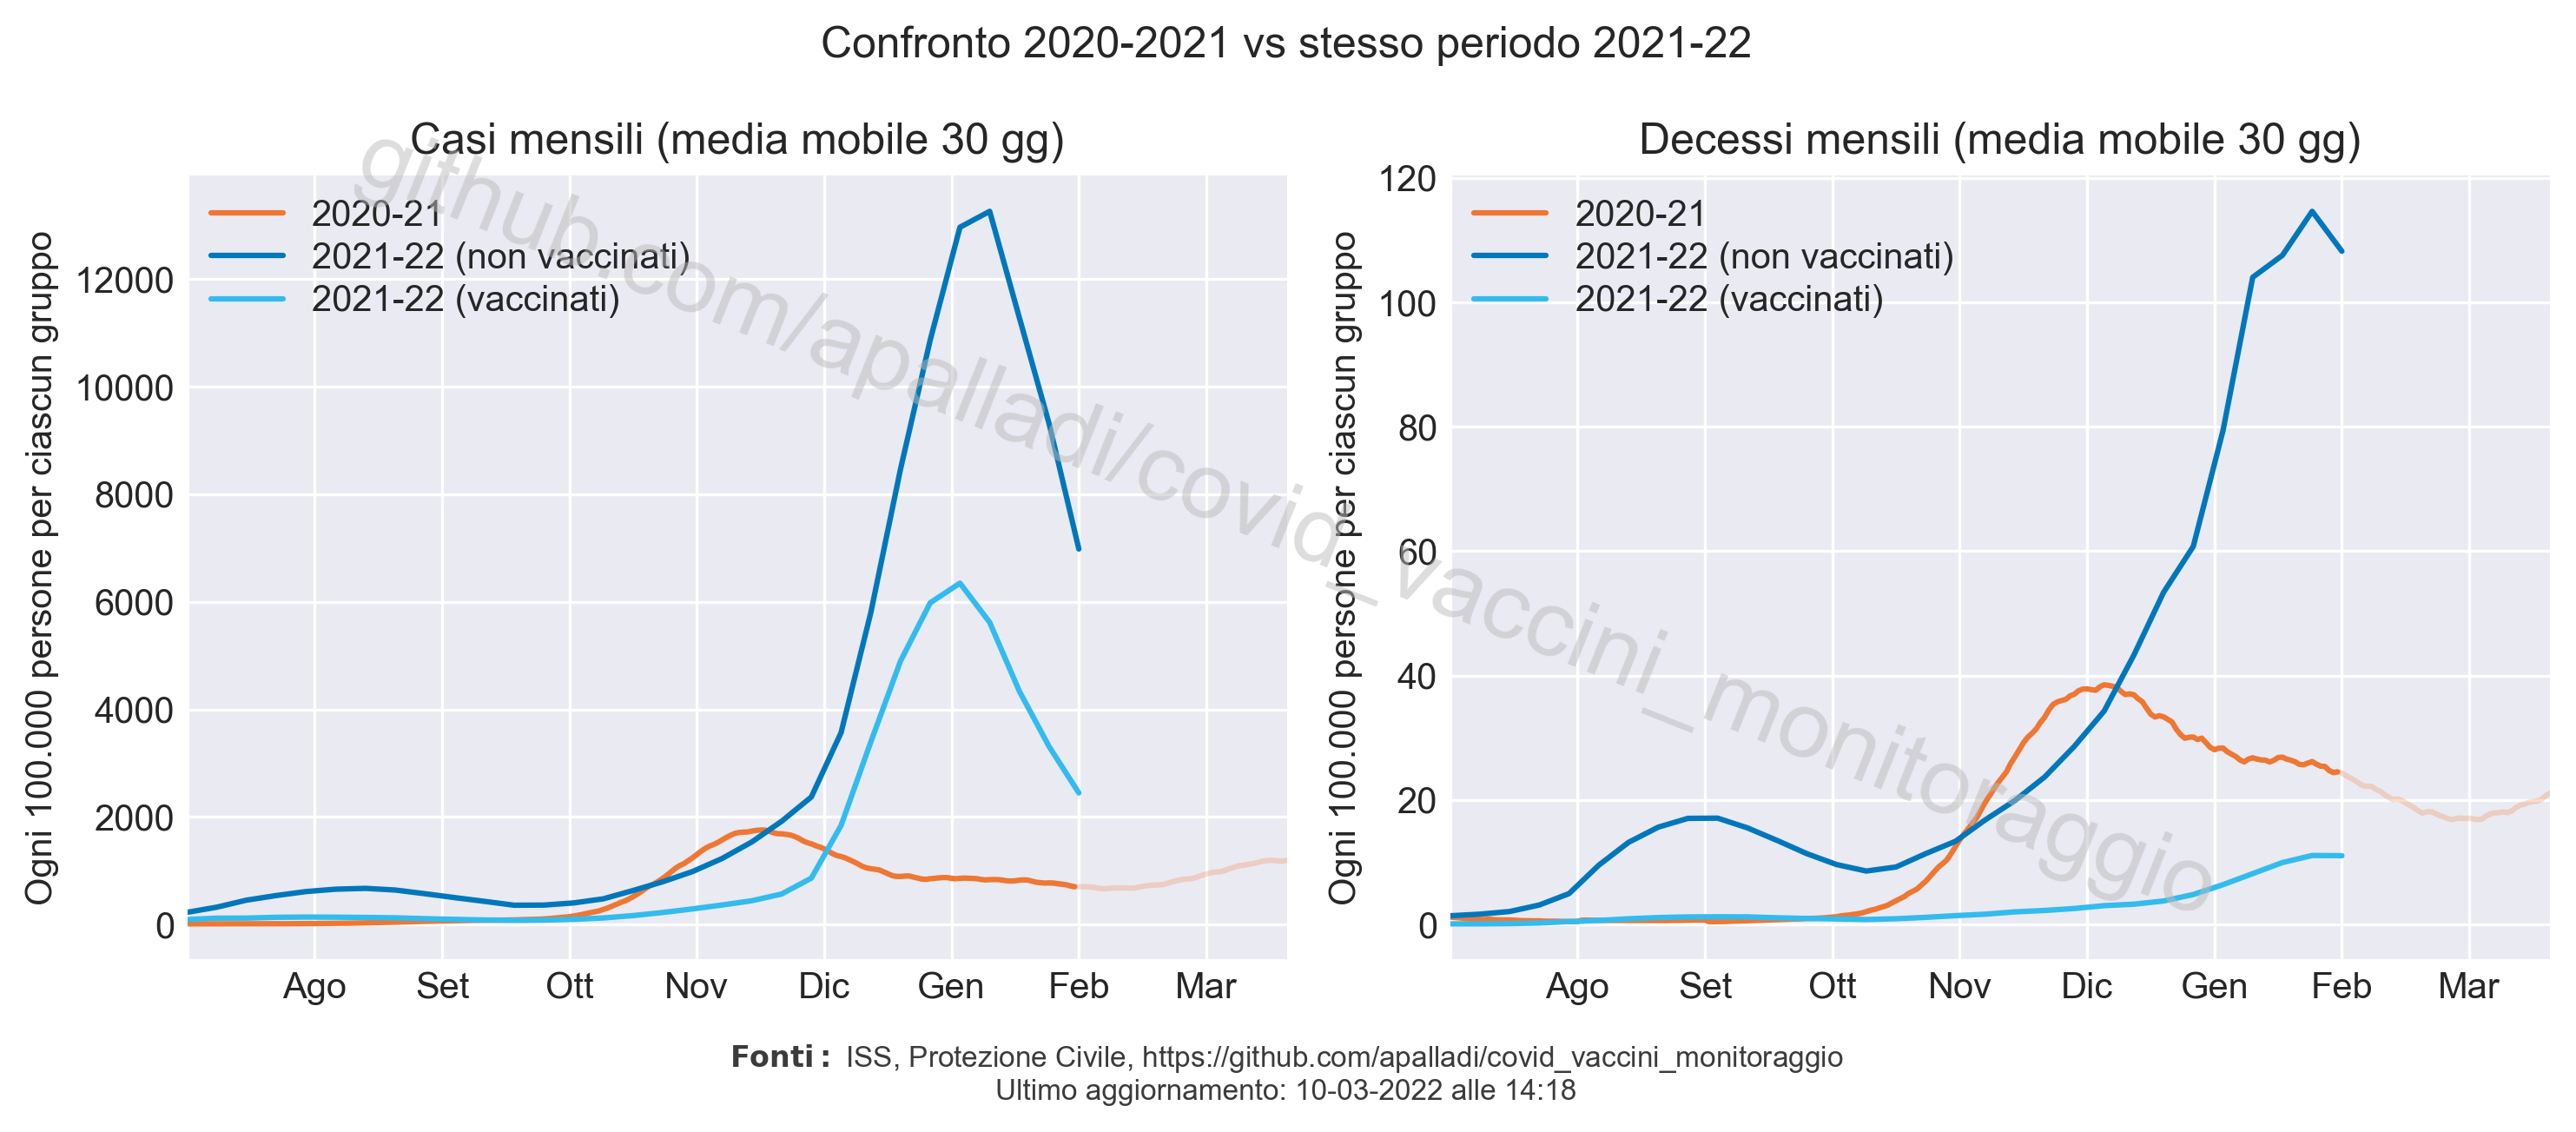 Confronto 2020-2021 vs stesso periodo 2021-22
Casi mensili (media mobile 30 gg)
2020-21
2021-22 (non vaccinati)
2021-22 (vaccinati)
Ogni 100.000 persone per ciascun gruppo
12000
10000
8000
6000
4000
2000
0
Ago Set Ott Nov Dic Gen Feb Mar
Decessi mensili (media mobile 30 gg)
2020-21
2021-22 (non vaccinati)
2021-22 (vaccinati)
Ogni 100.000 persone per ciascun gruppo
120
100
80
60
40
20
0
Ago Set Ott Nov Dic Gen Feb Mar
github.com/apalladi/covid_vaccini_monitoraggio
Fonti: ISS, Protezione Civile, https://github.com/apalladi/covid_vaccini_monitoraggio
Ultimo aggiornamento: 10-03-2022 alle 14:18